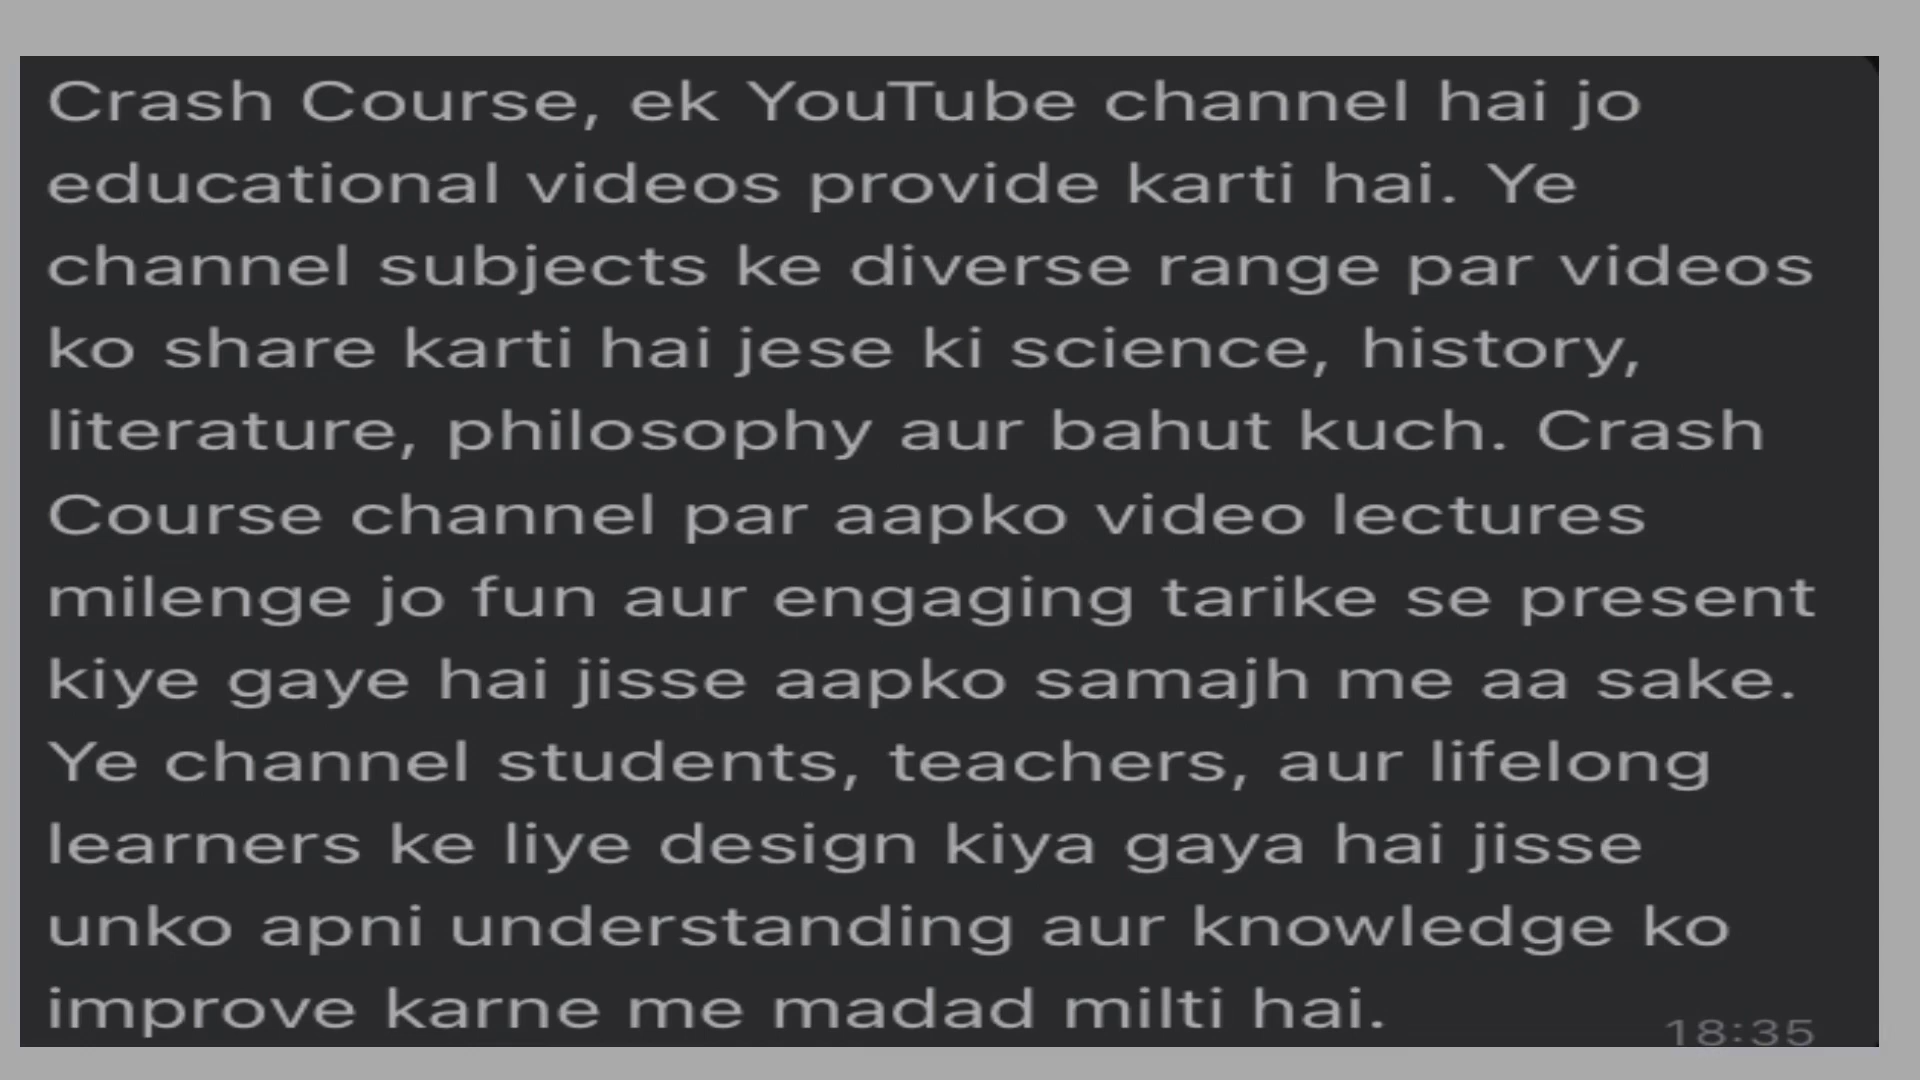 Crash Course, ek YouTube channel hai jo
educational videos provide karti hai. Ye
channel subjects ke diverse range par videos
ko share karti hai jese ki science, history,
literature, philosophy aur bahut kuch. Crash
Course channel par aapko video lectures
milenge jo fun aur engaging tarike se present
kiye gaye hai jisse aapko samajh me aa sake.
Ye channel students, teachers, aur lifelong
learners ke liye design kiya gaya hai jisse
unko apni understanding aur knowledge ko
improve karne me madad milti hai.
18:35